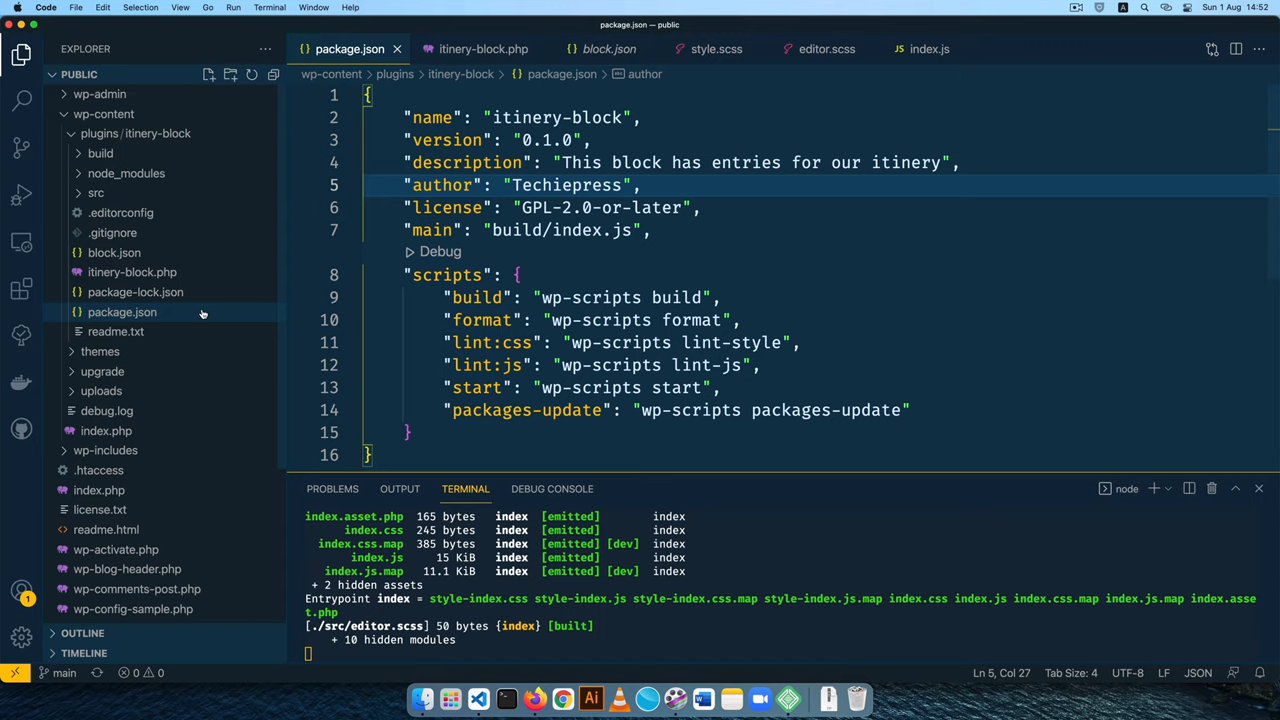 Code File Edit Selection View Go Run Terminal Window Help A Sun 1 Aug 14:52
package.json — public
EXPLORER
{} package.json itinery-block.php {} block.json style.scss editor.scss JS index.js
PUBLIC
wp-content plugins itinery-block {} package.json author
wp-admin
wp-content
plugins / itinery-block
build
node_modules
src
.editorconfig
.gitignore
{} block.json
itinery-block.php
{} package-lock.json
{} package.json
readme.txt
themes
upgrade
uploads
debug.log
index.php
wp-includes
.htaccess
index.php
license.txt
readme.html
wp-activate.php
wp-blog-header.php
wp-comments-post.php
wp-config-sample.php
OUTLINE
TIMELINE
1
1 {
2 "name": "itinery-block",
3 "version": "0.1.0",
4 "description": "This block has entries for our itinery",
5 "author": "Techiepress",
6 "license": "GPL-2.0-or-later",
7 "main": "build/index.js",
Debug
8 "scripts": {
9 "build": "wp-scripts build",
10 "format": "wp-scripts format",
11 "lint:css": "wp-scripts lint-style",
12 "lint:js": "wp-scripts lint-js",
13 "start": "wp-scripts start",
14 "packages-update": "wp-scripts packages-update"
15 }
16 }
PROBLEMS OUTPUT TERMINAL DEBUG CONSOLE node
index.asset.php 165 bytes index [emitted] index
index.css 245 bytes index [emitted] index
index.css.map 385 bytes index [emitted] [dev] index
index.js 15 KiB index [emitted] index
index.js.map 11.1 KiB index [emitted] [dev] index
+ 2 hidden assets
Entrypoint index = style-index.css style-index.js style-index.css.map style-index.js.map index.css index.js index.css.map index.js.map index.asse
t.php
[./src/editor.scss] 50 bytes {index} [built]
+ 10 hidden modules
main 0 0 Ln 5, Col 27 Tab Size: 4 UTF-8 LF JSON
Ai W